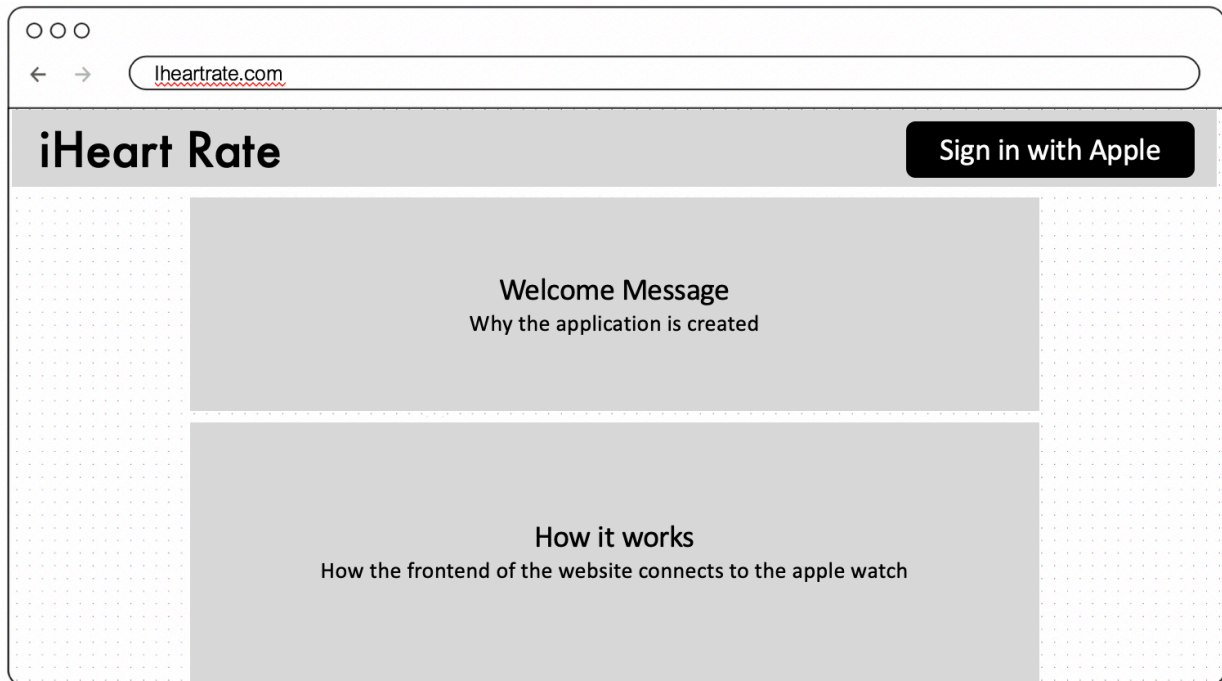 Iheartrate.com
iHeart Rate
Sign in with Apple
Welcome Message
Why the application is created
How it works
How the frontend of the website connects to the apple watch